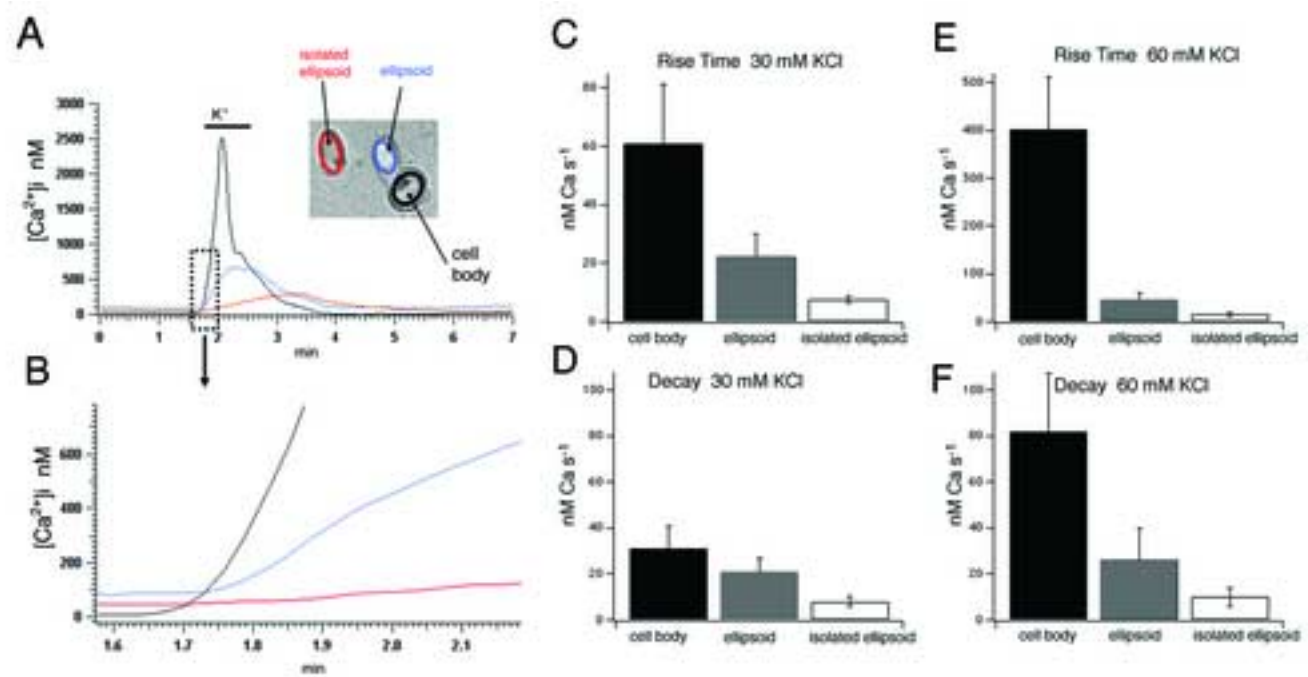 A
isolated
ellipsoid
ellipsoid
K⁺
cell
body
[Ca²⁺]i nM
3000
2500
2000
1500
1000
500
0
0 1 2 3 4 5 6 7
min
B
[Ca²⁺]i nM
600
400
200
0
1.6 1.7 1.8 1.9 2.0 2.1
min
C
Rise Time 30 mM KCl
nM Ca s⁻¹
80
60
40
20
0
cell body ellipsoid isolated ellipsoid
D
Decay 30 mM KCl
nM Ca s⁻¹
100
80
60
40
20
0
cell body ellipsoid isolated ellipsoid
E
Rise Time 60 mM KCl
nM Ca s⁻¹
500
400
300
200
100
0
cell body ellipsoid isolated ellipsoid
F
Decay 60 mM KCl
nM Ca s⁻¹
100
80
60
40
20
0
cell body ellipsoid isolated ellipsoid